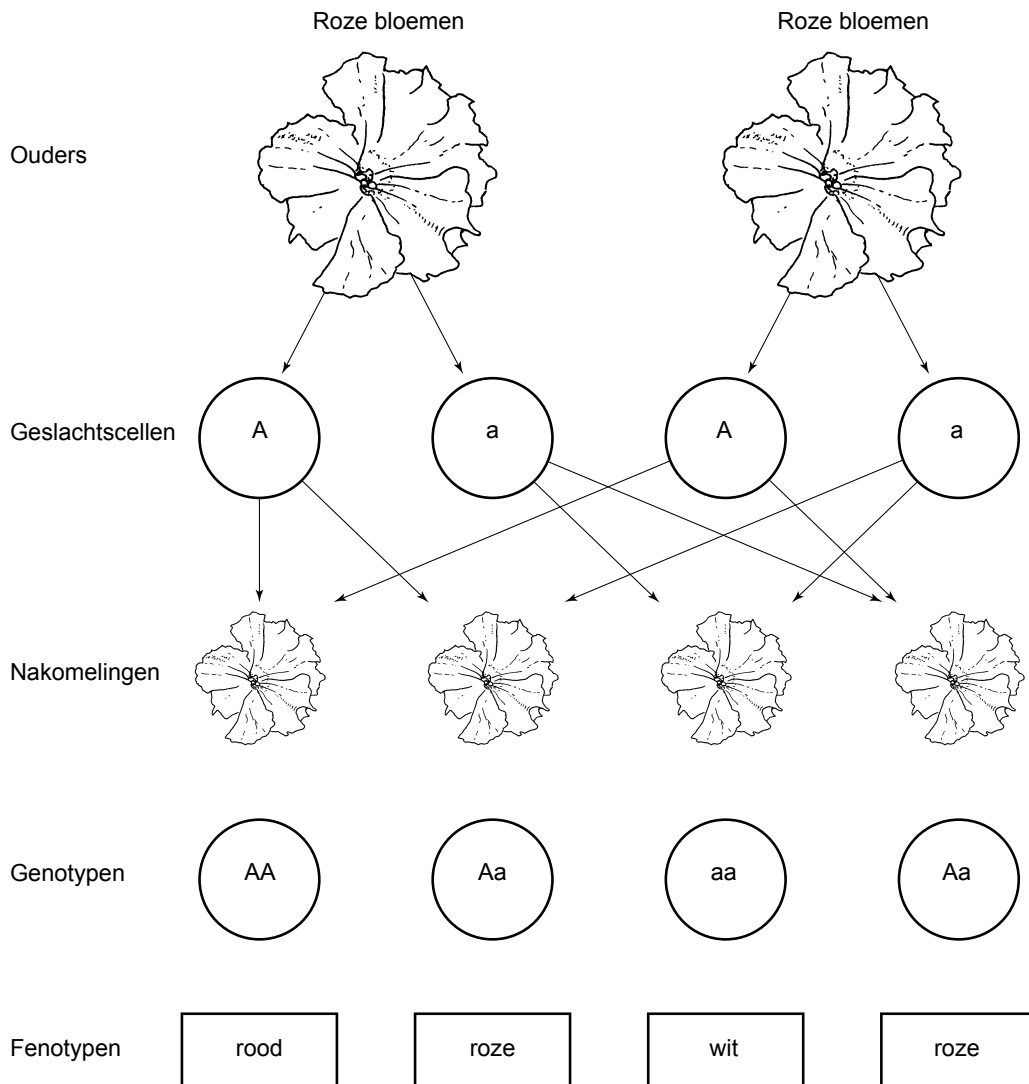 Roze bloemen Roze bloemen
Ouders
Geslachtscellen A a A a
Nakomelingen
Genotypen AA Aa aa Aa
Fenotypen rood roze wit roze